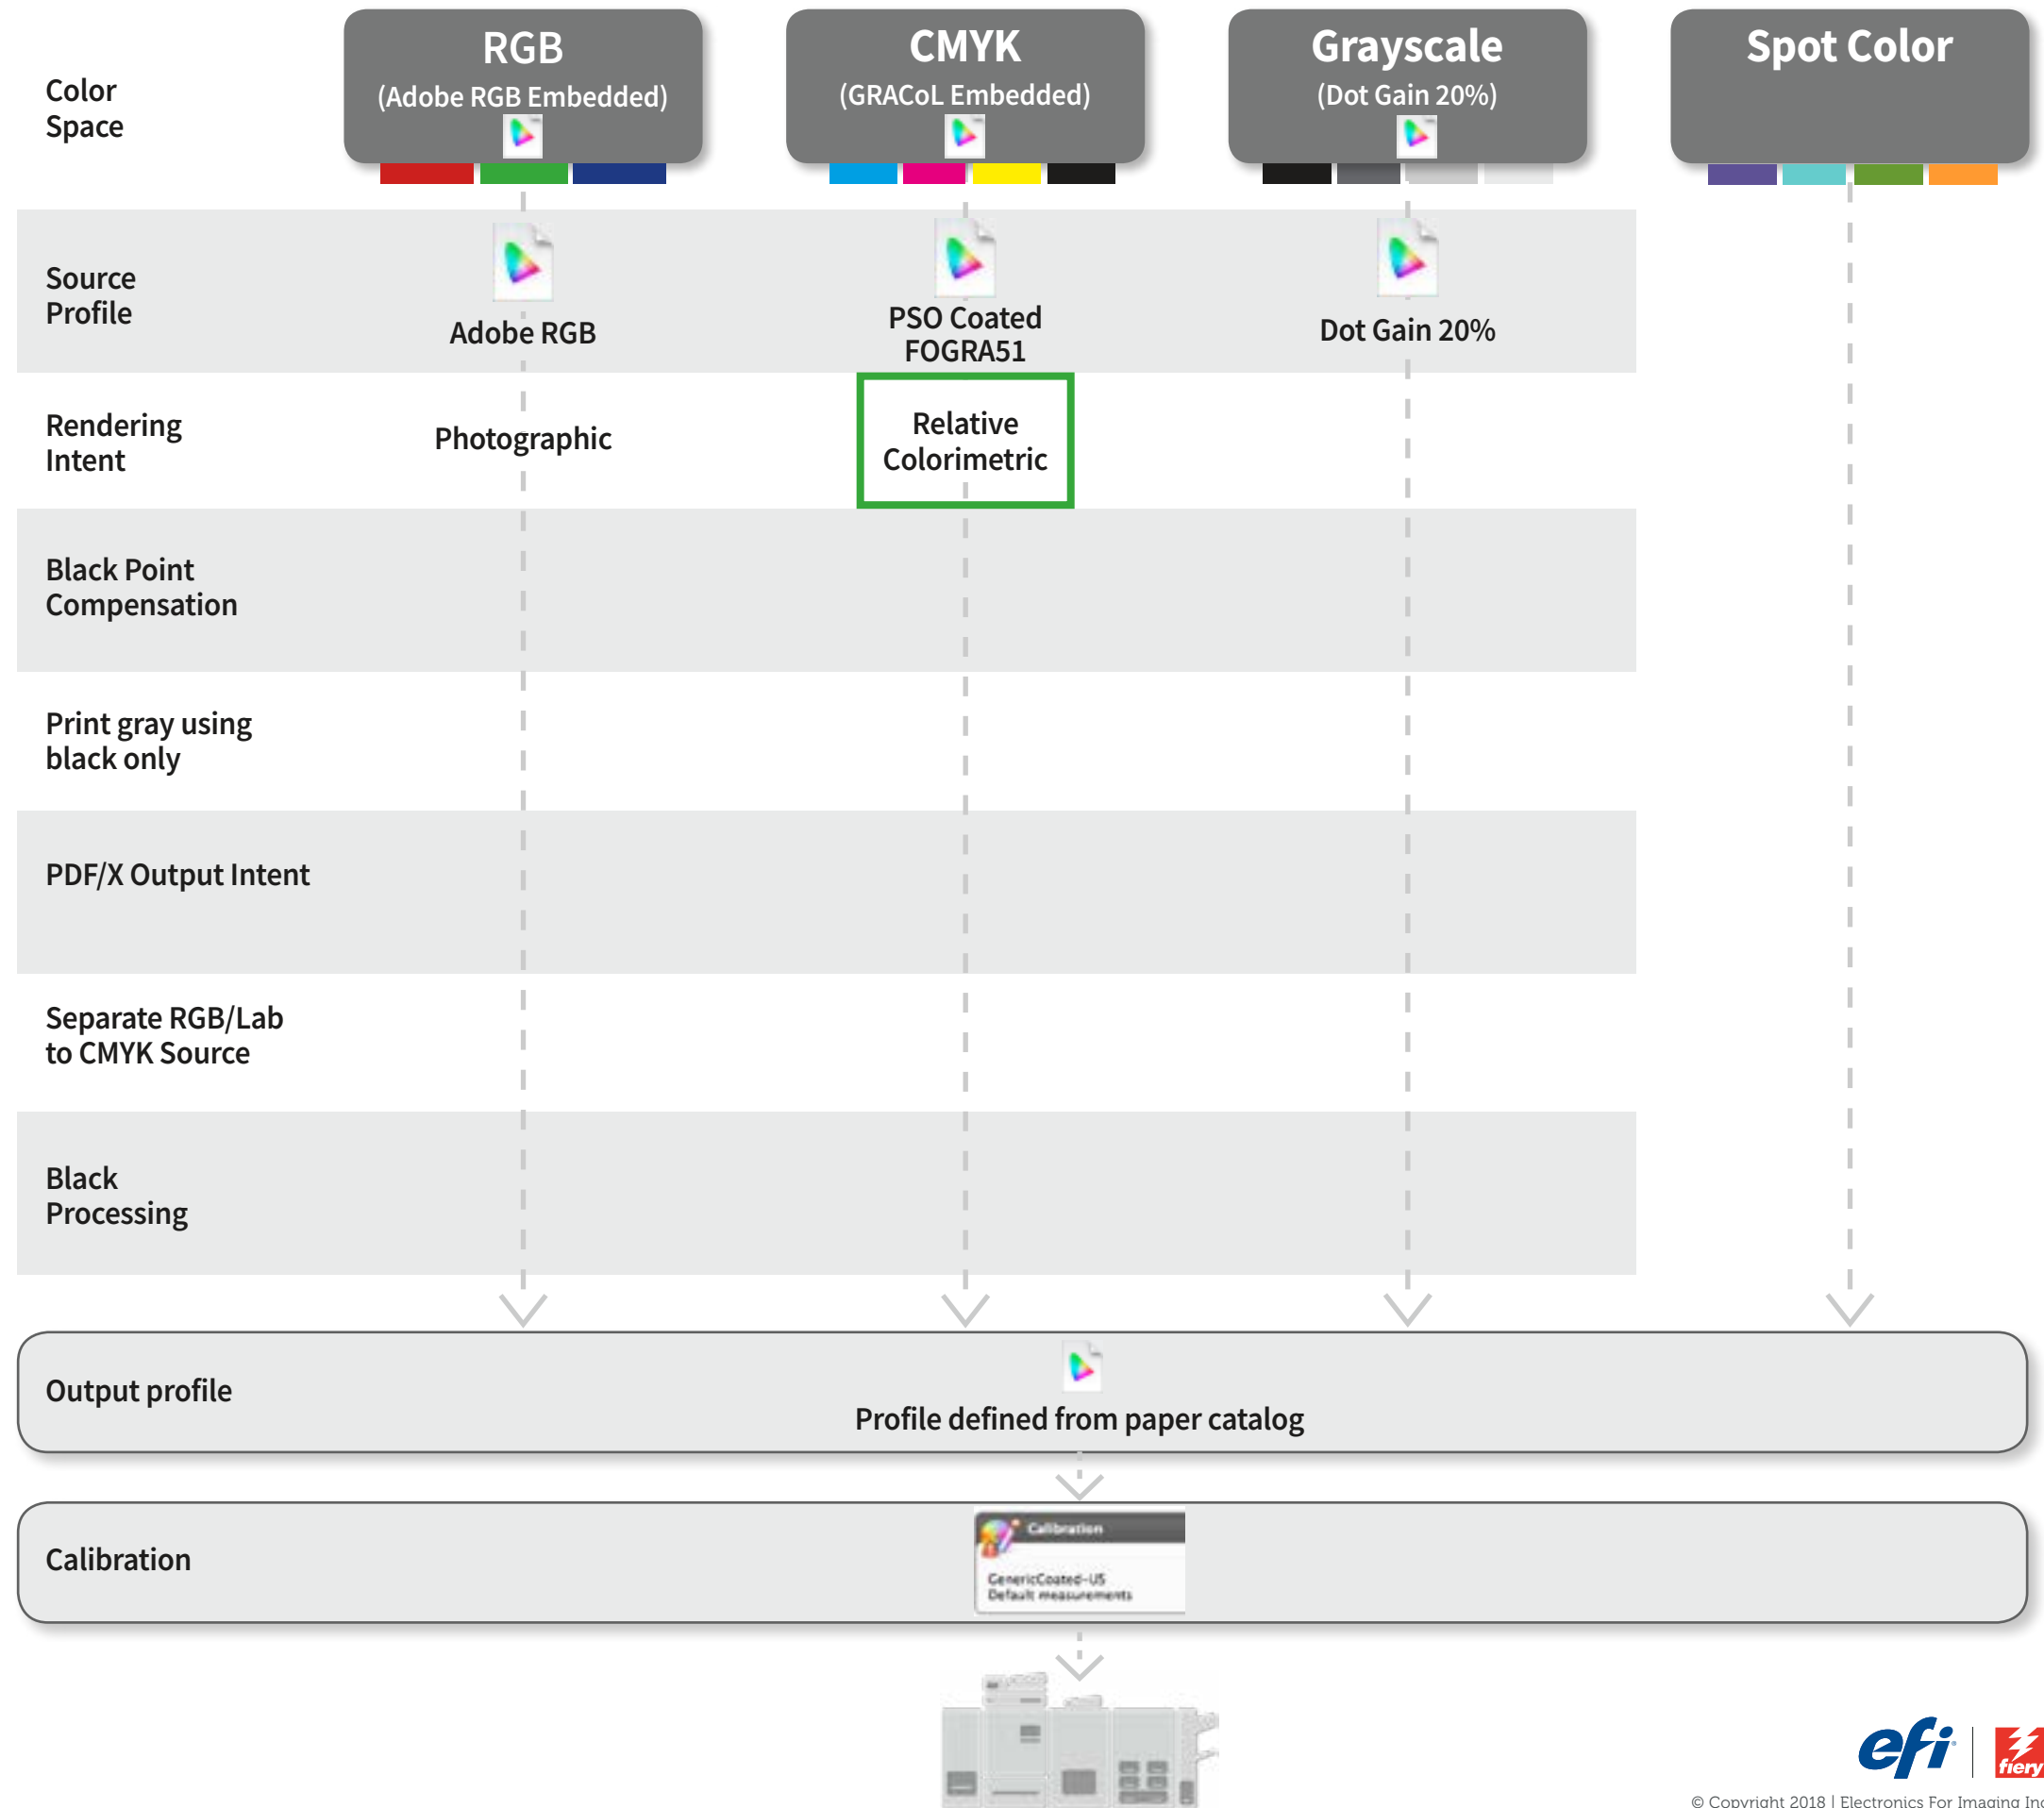 RGB
(Adobe RGB Embedded)
CMYK
(GRACoL Embedded)
Grayscale
(Dot Gain 20%)
Spot Color
Color
Space
Source
Profile
Adobe RGB
PSO Coated
FOGRA51
Dot Gain 20%
Rendering
Intent
Photographic
Relative
Colorimetric
Black Point
Compensation
Print gray using
black only
PDF/X Output Intent
Separate RGB/Lab
to CMYK Source
Black
Processing
Output profile
Profile defined from paper catalog
Calibration
Calibration
GenericCoated-US
Default measurements
efi
fiery
© Copyright 2018 | Electronics For Imaging Inc